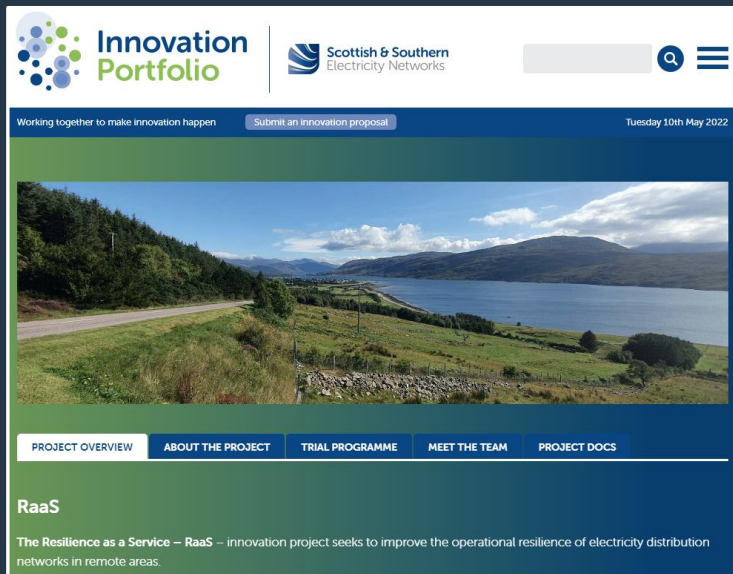 Innovation
Portfolio
Scottish & Southern
Electricity Networks
Working together to make innovation happen
Submit an innovation proposal
Tuesday 10th May 2022
PROJECT OVERVIEW
ABOUT THE PROJECT
TRIAL PROGRAMME
MEET THE TEAM
PROJECT DOCS
RaaS
The Resilience as a Service – RaaS – innovation project seeks to improve the operational resilience of electricity distribution
networks in remote areas.